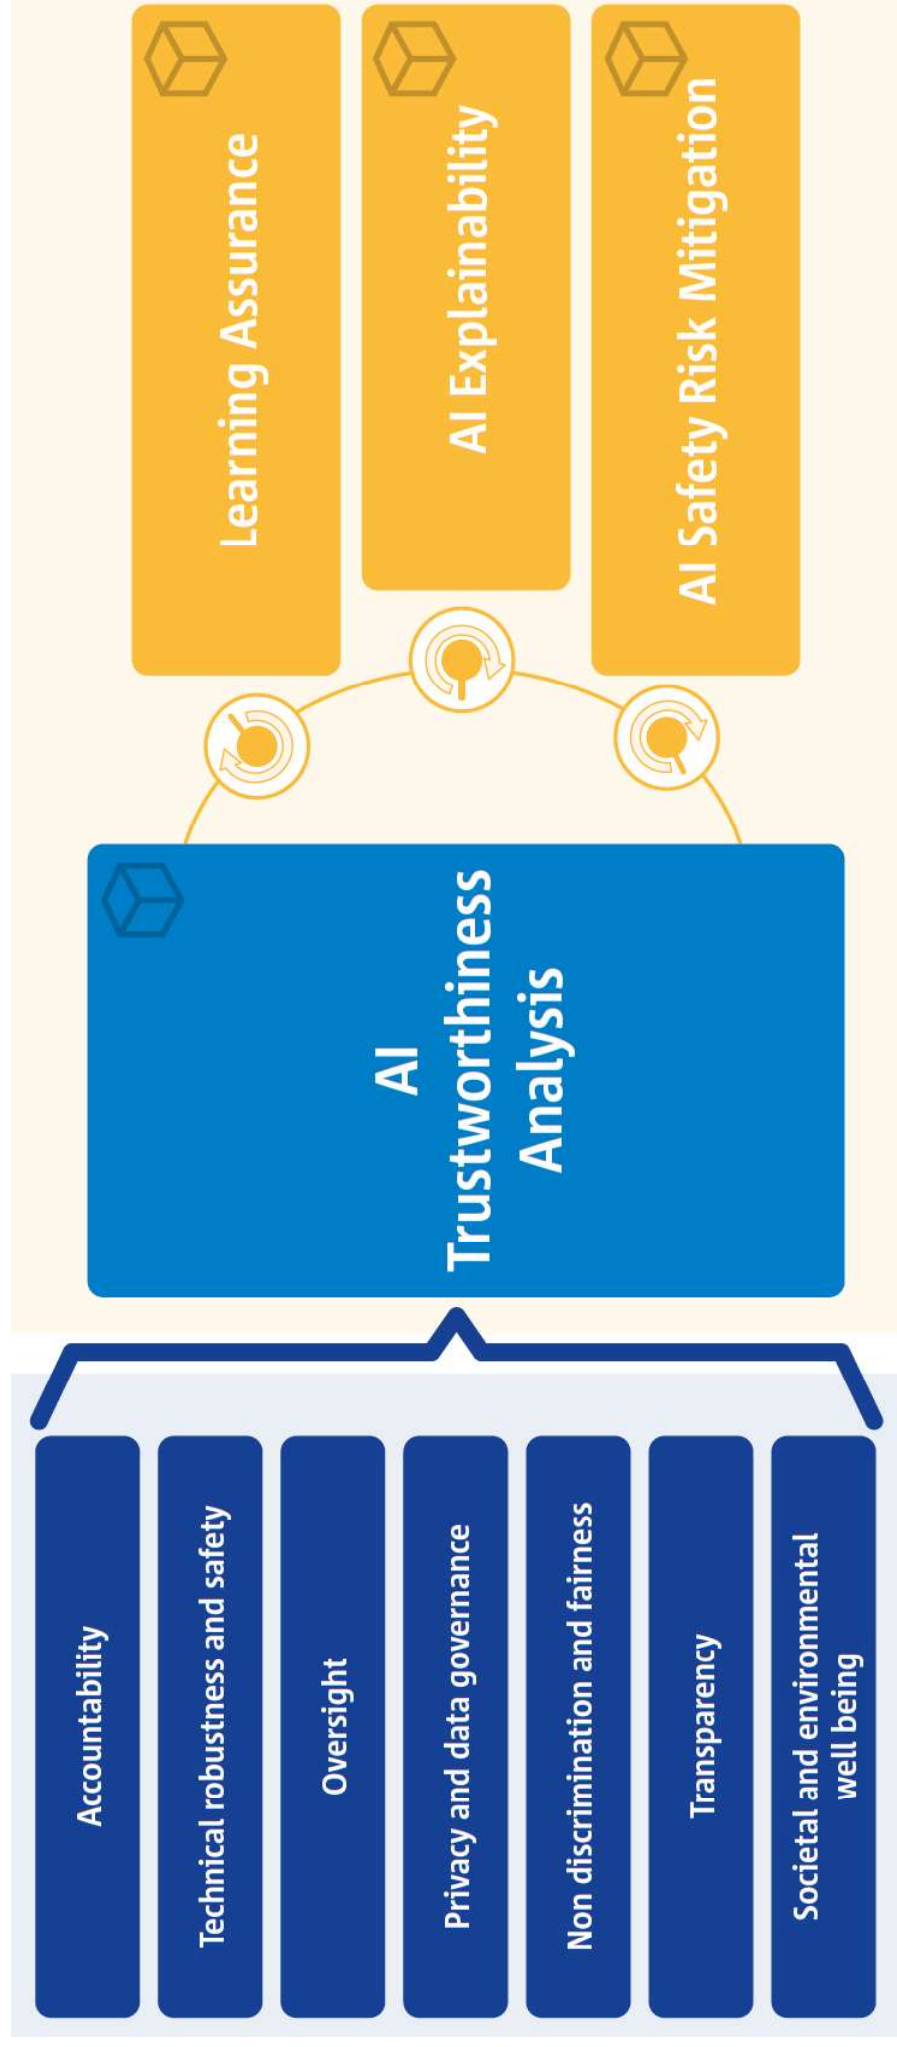 Accountability
Technical robustness and safety
Oversight
Privacy and data governance
Non discrimination and fairness
Transparency
Societal and environmental
well being
AI
Trustworthiness
Analysis
Learning Assurance
AI Explainability
AI Safety Risk Mitigation